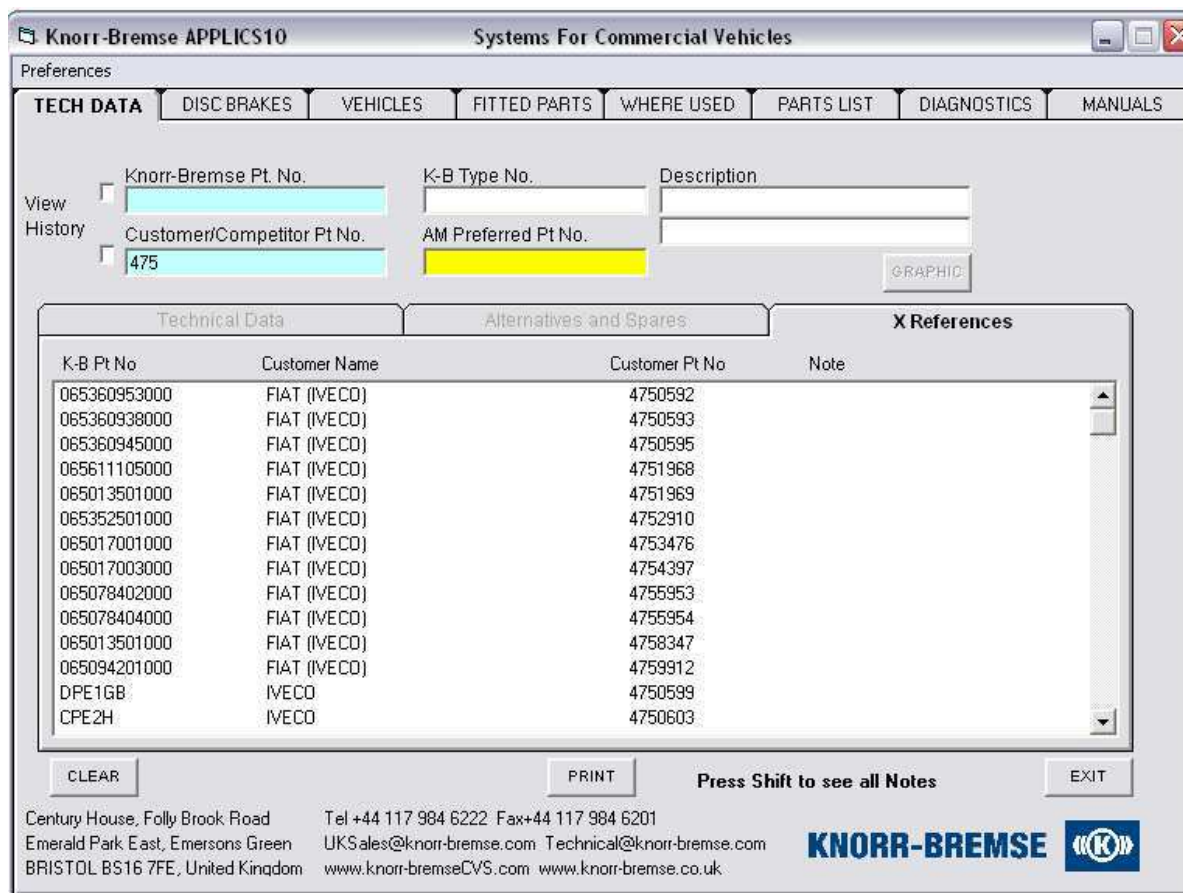 Knorr-Bremse APPLICS10 Systems For Commercial Vehicles
Preferences
TECH DATA DISC BRAKES VEHICLES FITTED PARTS WHERE USED PARTS LIST DIAGNOSTICS MANUALS
Knorr-Bremse Pt. No. K-B Type No. Description
View
History
Customer/Competitor Pt No. AM Preferred Pt No.
475
GRAPHIC
Technical Data Alternatives and Spares X References
K-B Pt No Customer Name Customer Pt No Note
065360953000 FIAT (IVECO) 4750592
065360938000 FIAT (IVECO) 4750593
065360945000 FIAT (IVECO) 4750595
065611105000 FIAT (IVECO) 4751968
065013501000 FIAT (IVECO) 4751969
065352501000 FIAT (IVECO) 4752910
065017001000 FIAT (IVECO) 4753476
065017003000 FIAT (IVECO) 4754397
065078402000 FIAT (IVECO) 4755953
065078404000 FIAT (IVECO) 4755954
065013501000 FIAT (IVECO) 4758347
065094201000 FIAT (IVECO) 4759912
DPE1GB IVECO 4750599
CPE2H IVECO 4750603
CLEAR PRINT Press Shift to see all Notes EXIT
Century House, Folly Brook Road Tel +44 117 984 6222 Fax+44 117 984 6201
Emerald Park East, Emersons Green UKSales@knorr-bremse.com Technical@knorr-bremse.com
BRISTOL BS16 7FE, United Kingdom www.knorr-bremseCVS.com www.knorr-bremse.co.uk
KNORR-BREMSE ((K))